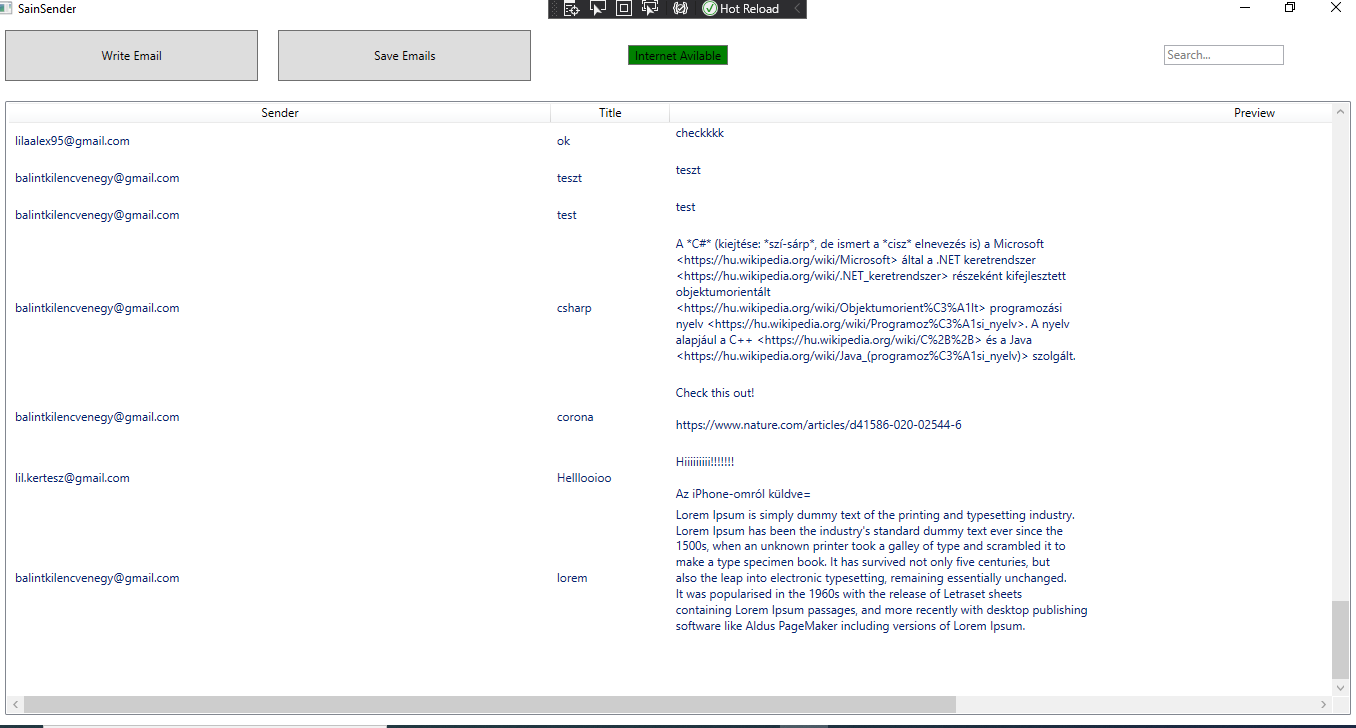 SainSender
Hot Reload
Write Email
Save Emails
Internet Avilable
Search...
Sender Title Preview
lilaalex95@gmail.com ok checkkkk
balintkilencvenegy@gmail.com teszt teszt
balintkilencvenegy@gmail.com test test
balintkilencvenegy@gmail.com csharp
A *C#* (kiejtése: *szí-sárp*, de ismert a *cisz* elnevezés is) a Microsoft
<https://hu.wikipedia.org/wiki/Microsoft> által a .NET keretrendszer
<https://hu.wikipedia.org/wiki/.NET_keretrendszer> részeként kifejlesztett
objektumorientált
<https://hu.wikipedia.org/wiki/Objektumorient%C3%A1lt> programozási
nyelv <https://hu.wikipedia.org/wiki/Programoz%C3%A1si_nyelv>. A nyelv
alapjául a C++ <https://hu.wikipedia.org/wiki/C%2B%2B> és a Java
<https://hu.wikipedia.org/wiki/Java_(programoz%C3%A1si_nyelv)> szolgált.
balintkilencvenegy@gmail.com corona
Check this out!
https://www.nature.com/articles/d41586-020-02544-6
lil.kertesz@gmail.com Helllooioo
Hiiiiiiiii!!!!!!!
Az iPhone-omról küldve=
balintkilencvenegy@gmail.com lorem
Lorem Ipsum is simply dummy text of the printing and typesetting industry.
Lorem Ipsum has been the industry's standard dummy text ever since the
1500s, when an unknown printer took a galley of type and scrambled it to
make a type specimen book. It has survived not only five centuries, but
also the leap into electronic typesetting, remaining essentially unchanged.
It was popularised in the 1960s with the release of Letraset sheets
containing Lorem Ipsum passages, and more recently with desktop publishing
software like Aldus PageMaker including versions of Lorem Ipsum.